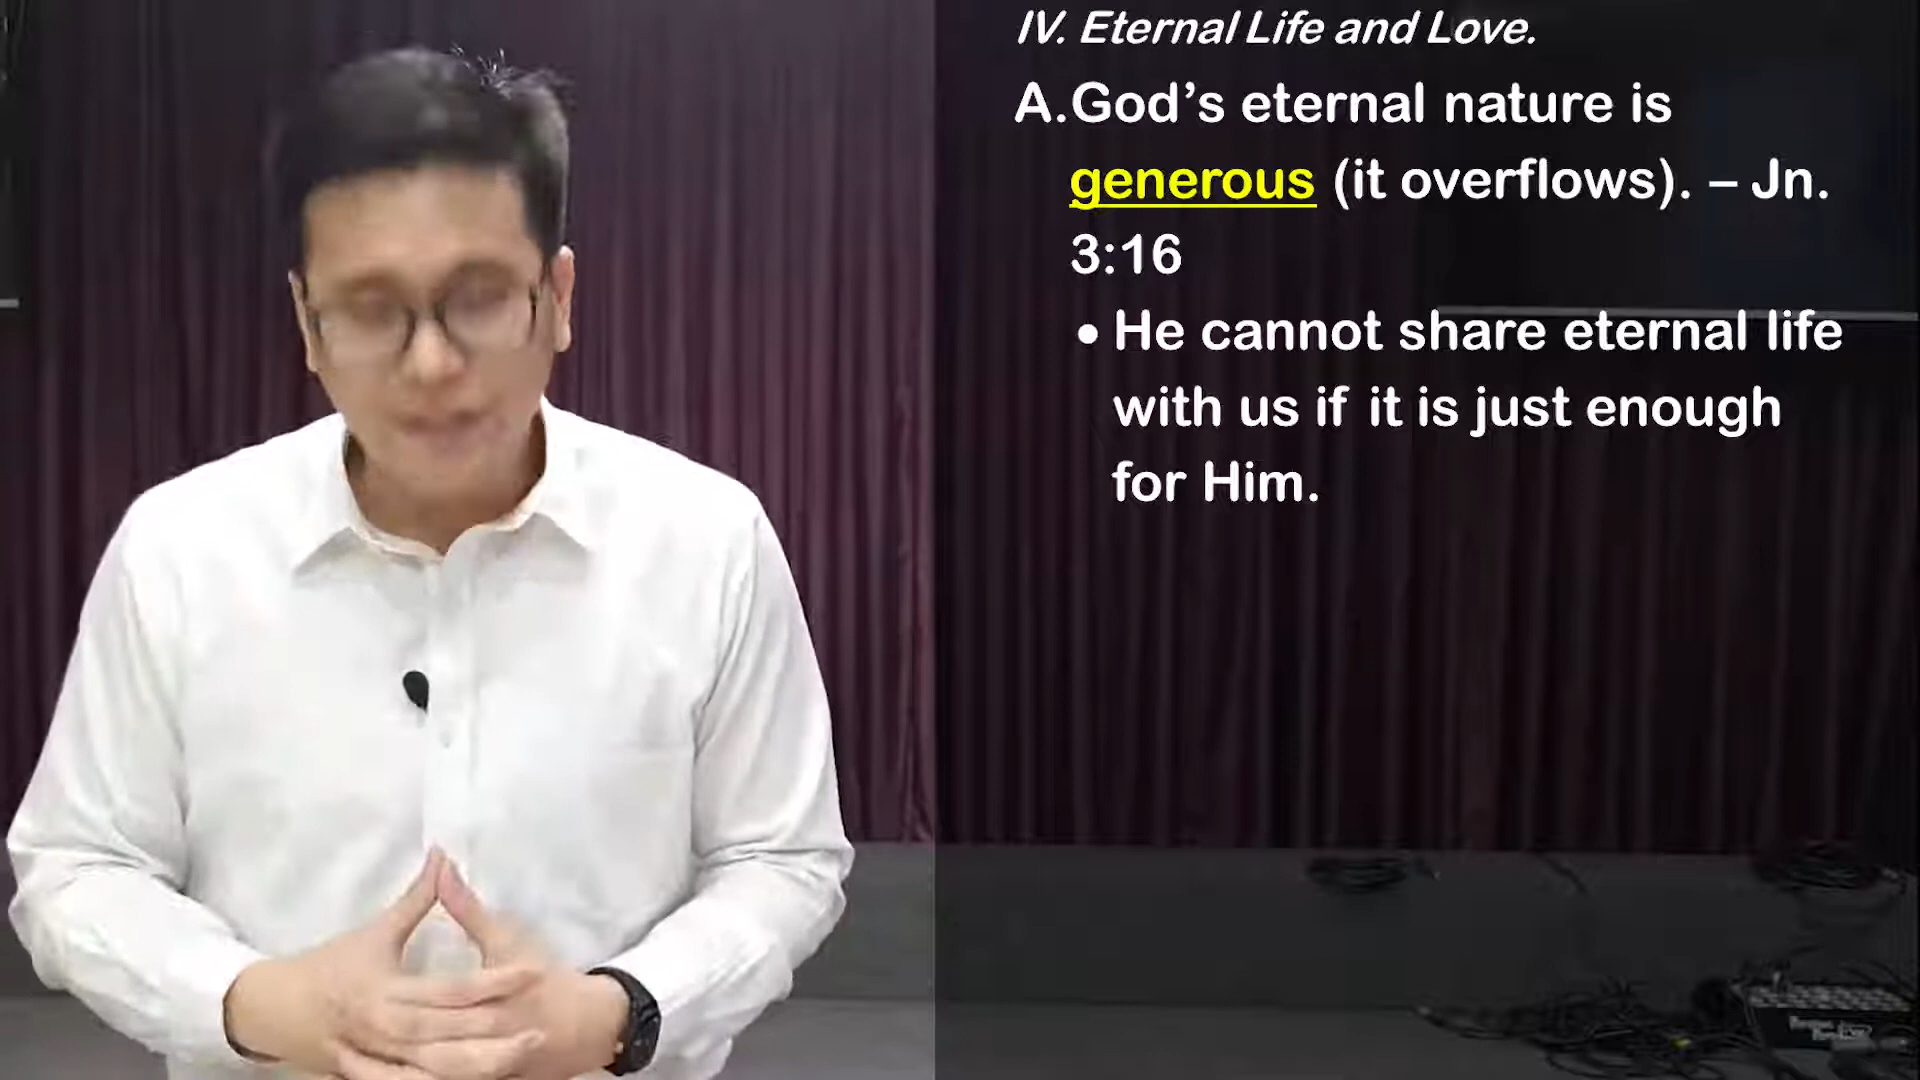 IV. Eternal Life and Love.
A.God’s eternal nature is
generous (it overflows). – Jn.
3:16
• He cannot share eternal life
with us if it is just enough
for Him.